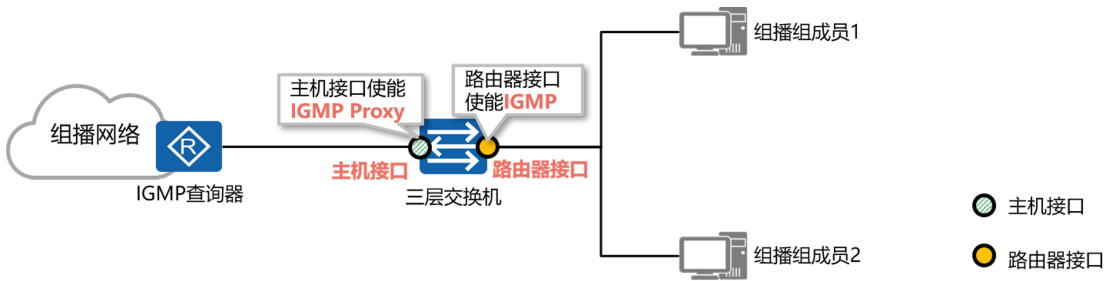 组播组成员1
主机接口使能
IGMP Proxy
路由器接口
使能IGMP
组播网络
R
主机接口
路由器接口
IGMP查询器
三层交换机
主机接口
组播组成员2
路由器接口